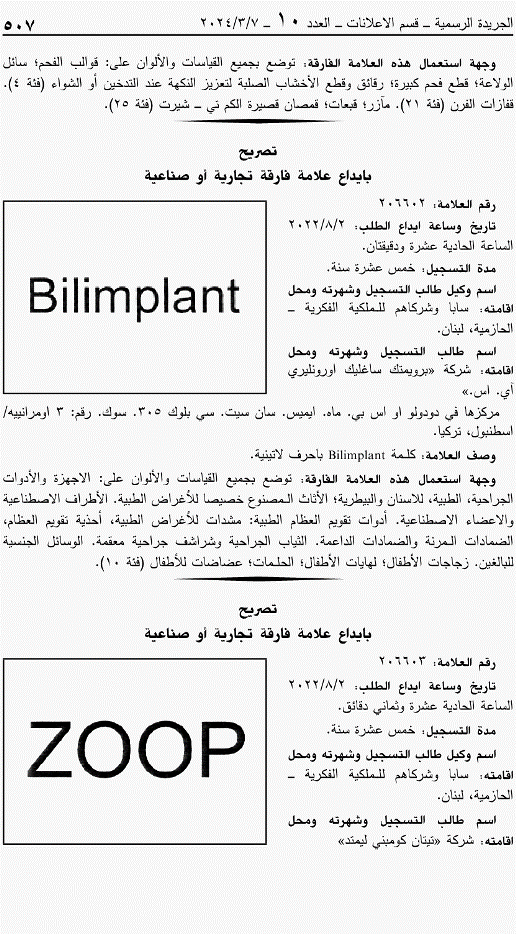 الجريدة الرسمية ــ قسم الاعلانات ــ العدد ١٠ ــ ٢٠٢٤/٣/٧
٥٠٧
وجهة استعمال هذه العلامة الفارقة: توضع بجميع القياسات والألوان على: قوالب الفحم؛ سائل
الولاعة؛ قطع فحم كبيرة؛ رقائق وقطع الأخشاب الصلبة لتعزيز النكهة عند التدخين أو الشواء (فئة ٤).
قفازات الفرن (فئة ٢١). مآزر؛ قبعات؛ قمصان قصيرة الكم تي ــ شيرت (فئة ٢٥).
تصريح
بايداع علامة فارقة تجارية أو صناعية
رقم العلامة: ٢٠٦٦٠٢
تاريخ وساعة ايداع الطلب: ٢٠٢٢/٨/٢
الساعة الحادية عشرة ودقيقتان.
مدة التسجيل: خمس عشرة سنة.
اسم وكيل طالب التسجيل وشهرته ومحل
اقامته: سابا وشركاهم للملكية الفكرية ــ
الحازمية، لبنان.
اسم طالب التسجيل وشهرته ومحل
اقامته: شركة «برويمتك ساغليك اورونليري
آي. اس.»
Bilimplant
مركزها في دودولو او اس بي. ماه. ايميس. سان سيت. سي بلوك ٣٠٥. سوك. رقم: ٣ اومرانييه/
اسطنبول، تركيا.
وصف العلامة: كلمة Bilimplant باحرف لاتينية.
وجهة استعمال هذه العلامة الفارقة: توضع بجميع القياسات والألوان على: الاجهزة والأدوات
الجراحية، الطبية، للاسنان والبيطرية؛ الأثاث المصنوع خصيصا للأغراض الطبية. الأطراف الاصطناعية
والاعضاء الاصطناعية. أدوات تقويم العظام الطبية: مشدات للأغراض الطبية، أحذية تقويم العظام،
الضمادات المرنة والضمادات الداعمة. الثياب الجراحية وشراشف جراحية معقمة. الوسائل الجنسية
للبالغين. زجاجات الأطفال؛ لهايات الأطفال؛ الحلمات؛ عضاضات للأطفال (فئة ١٠).
تصريح
بايداع علامة فارقة تجارية أو صناعية
رقم العلامة: ٢٠٦٦٠٣
تاريخ وساعة ايداع الطلب: ٢٠٢٢/٨/٢
الساعة الحادية عشرة وثماني دقائق.
مدة التسجيل: خمس عشرة سنة.
اسم وكيل طالب التسجيل وشهرته ومحل
اقامته: سابا وشركاهم للملكية الفكرية ــ
الحازمية، لبنان.
اسم طالب التسجيل وشهرته ومحل
اقامته: شركة «تيتان كومبني ليمتد»
ZOOP